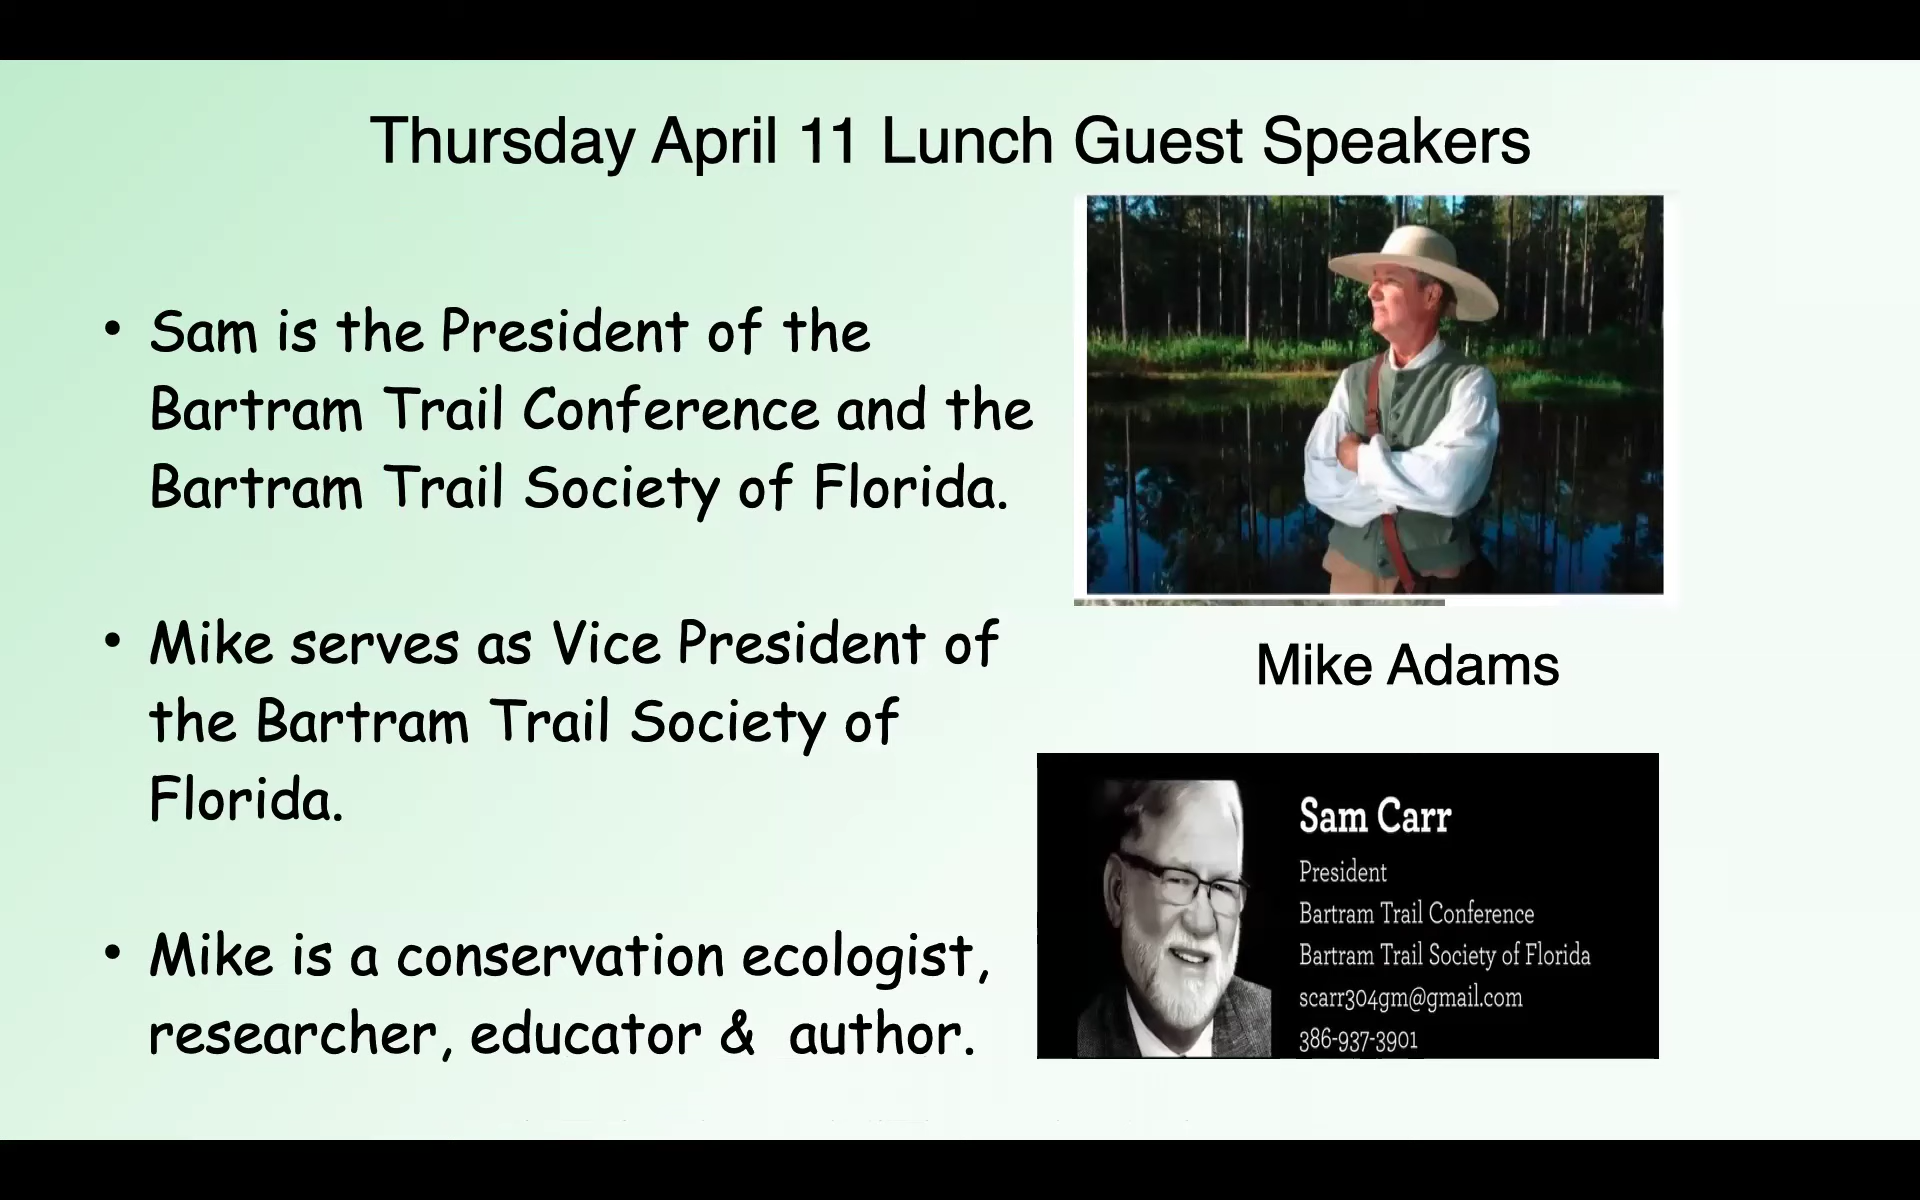 Thursday April 11 Lunch Guest Speakers
• Sam is the President of the
Bartram Trail Conference and the
Bartram Trail Society of Florida.
• Mike serves as Vice President of
the Bartram Trail Society of
Florida.
• Mike is a conservation ecologist,
researcher, educator &  author.
Mike Adams
Sam Carr
President
Bartram Trail Conference
Bartram Trail Society of Florida
scarr304gm@gmail.com
386-937-3901